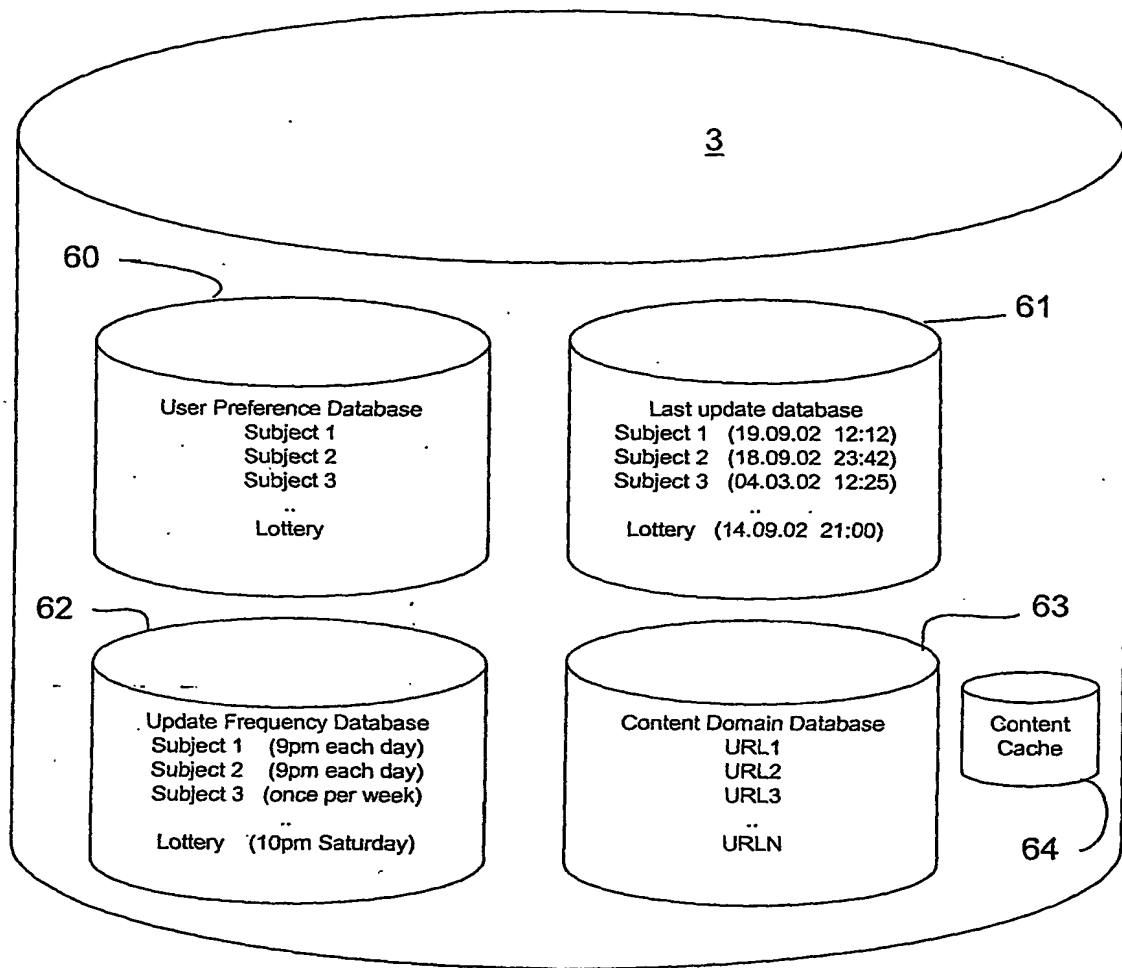 3
60
61
User Preference Database
Subject 1
Subject 2
Subject 3
..
Lottery
Last update database
Subject 1 (19.09.02 12:12)
Subject 2 (18.09.02 23:42)
Subject 3 (04.03.02 12:25)
..
Lottery (14.09.02 21:00)
62
63
Update Frequency Database
Subject 1 (9pm each day)
Subject 2 (9pm each day)
Subject 3 (once per week)
..
Lottery (10pm Saturday)
Content Domain Database
URL1
URL2
URL3
..
URLN
Content
Cache
64